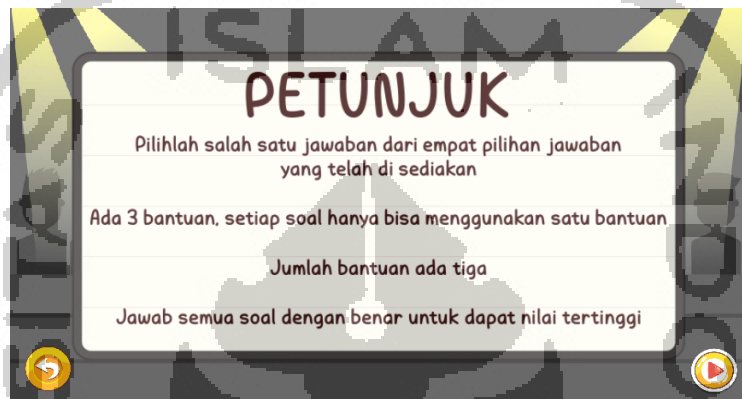 ISLAM
PETUNJUK
Pilihlah salah satu jawaban dari empat pilihan jawaban
yang telah di sediakan
Ada 3 bantuan, setiap soal hanya bisa menggunakan satu bantuan
Jumlah bantuan ada tiga
Jawab semua soal dengan benar untuk dapat nilai tertinggi